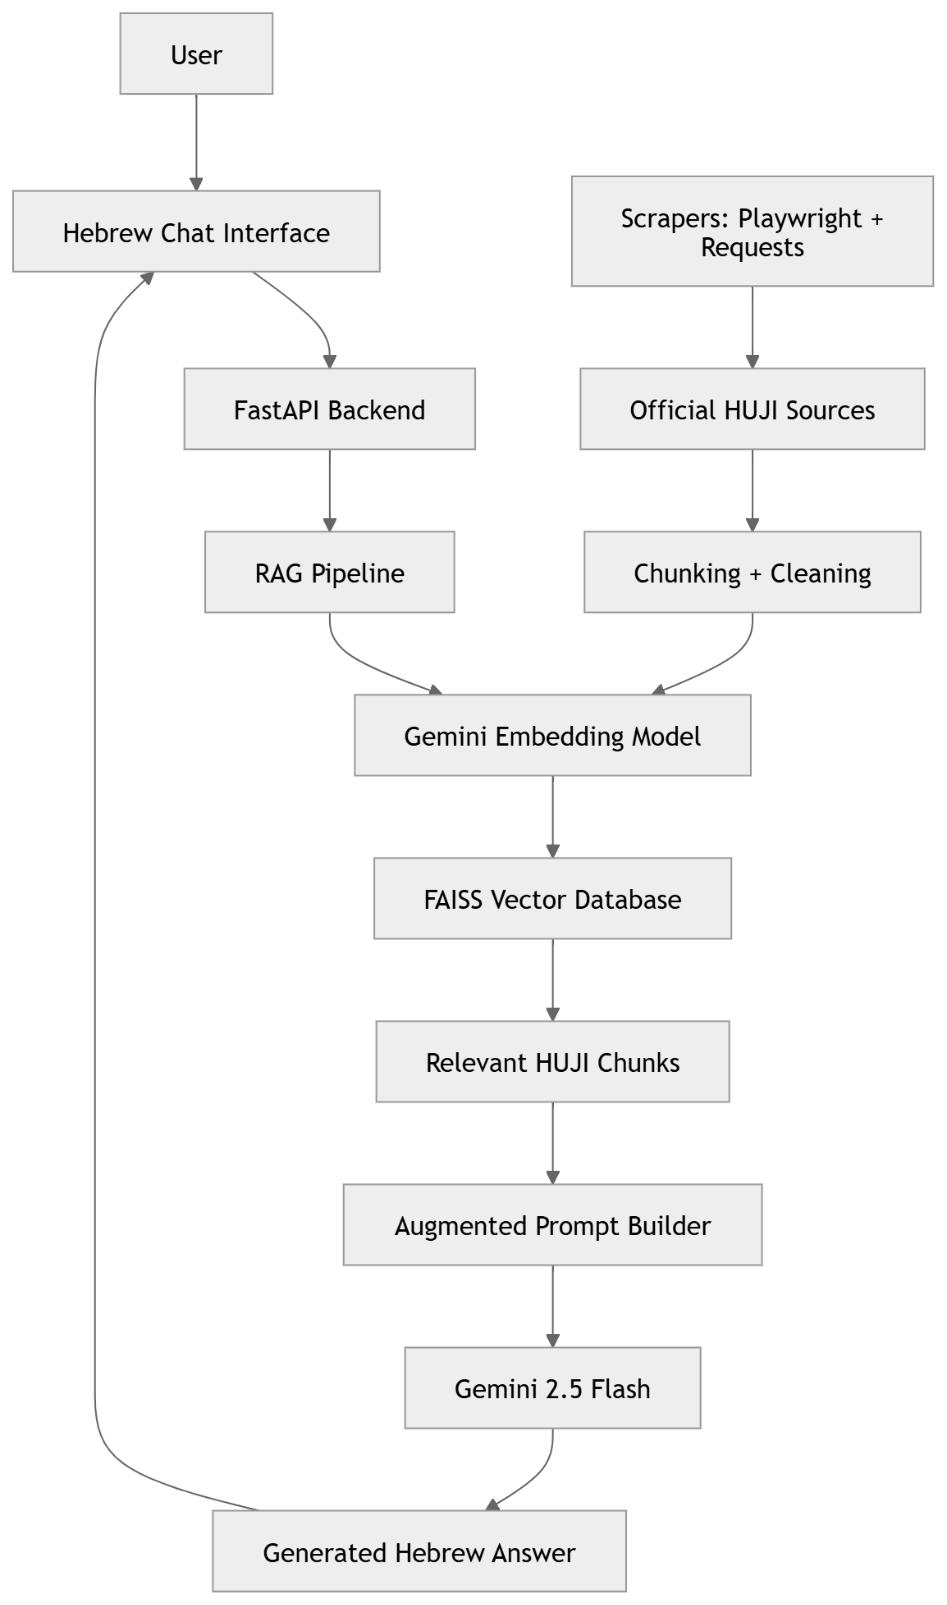 User
Hebrew Chat Interface
Scrapers: Playwright +
Requests
FastAPI Backend
Official HUJI Sources
RAG Pipeline
Chunking + Cleaning
Gemini Embedding Model
FAISS Vector Database
Relevant HUJI Chunks
Augmented Prompt Builder
Gemini 2.5 Flash
Generated Hebrew Answer